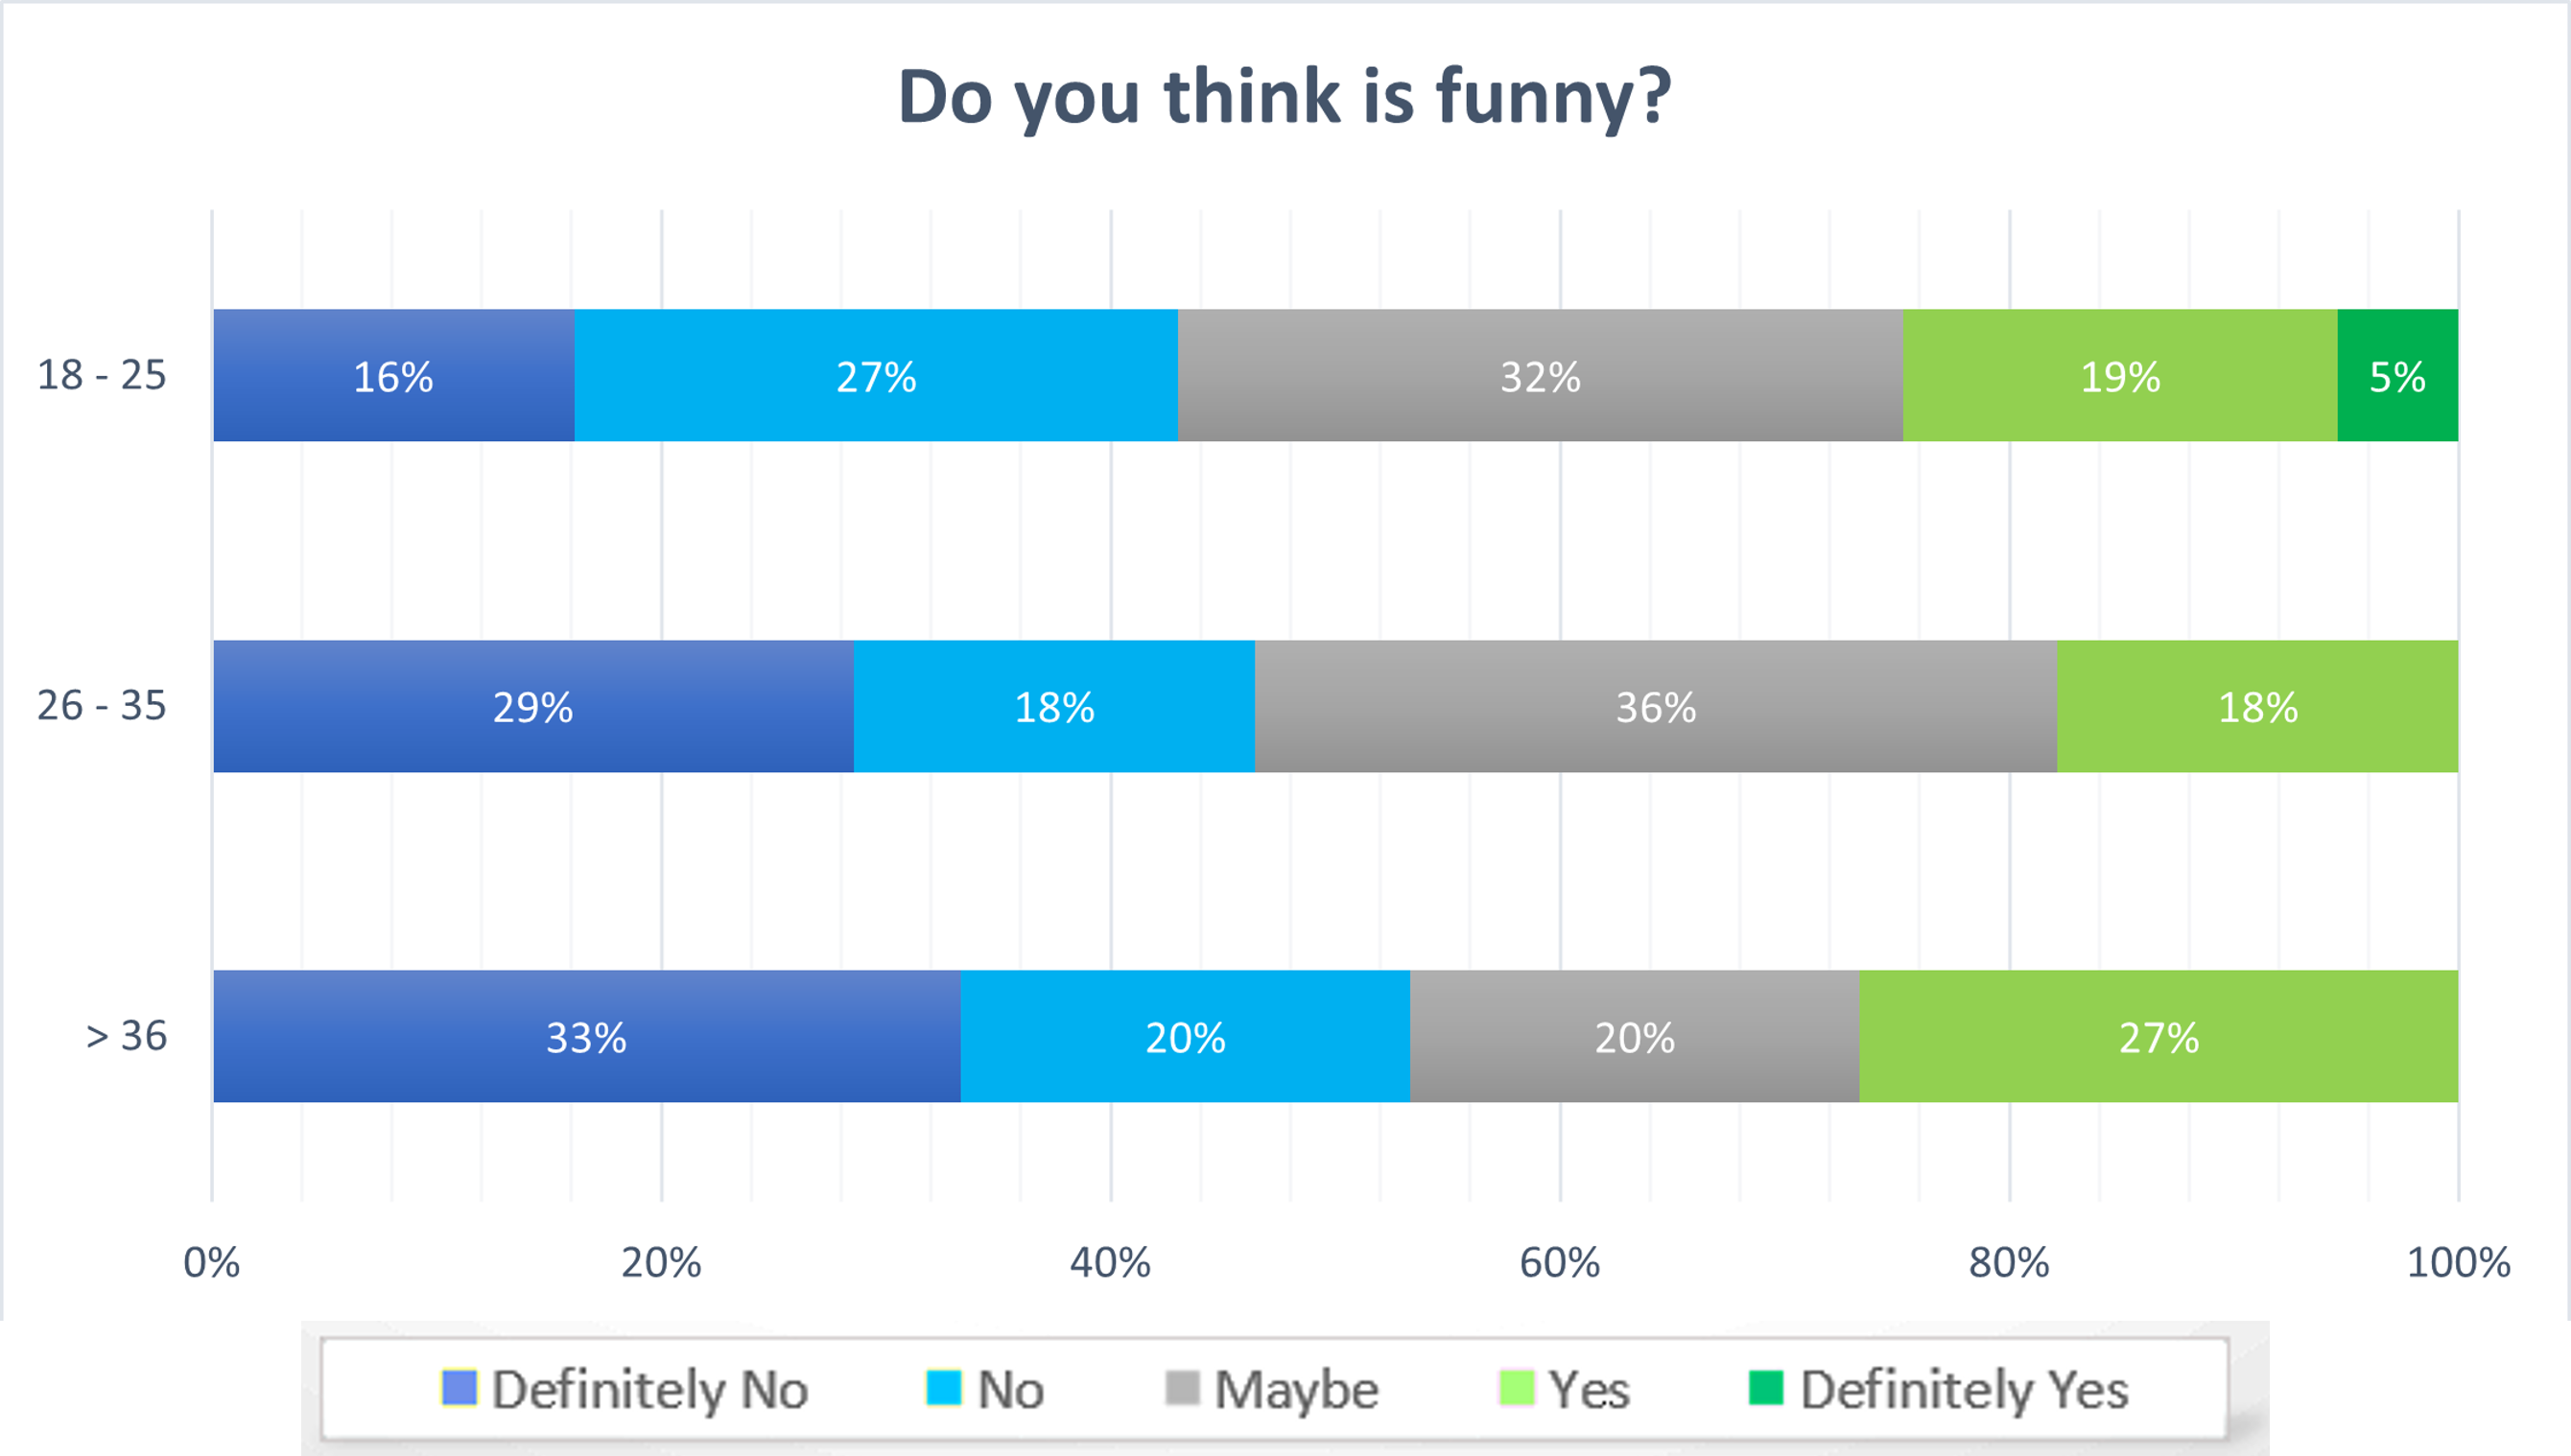 Do you think is funny?
18 - 25
16% 27% 32% 19% 5%
26 - 35
29% 18% 36% 18%
> 36
33% 20% 20% 27%
0% 20% 40% 60% 80% 100%
Definitely No No Maybe Yes Definitely Yes